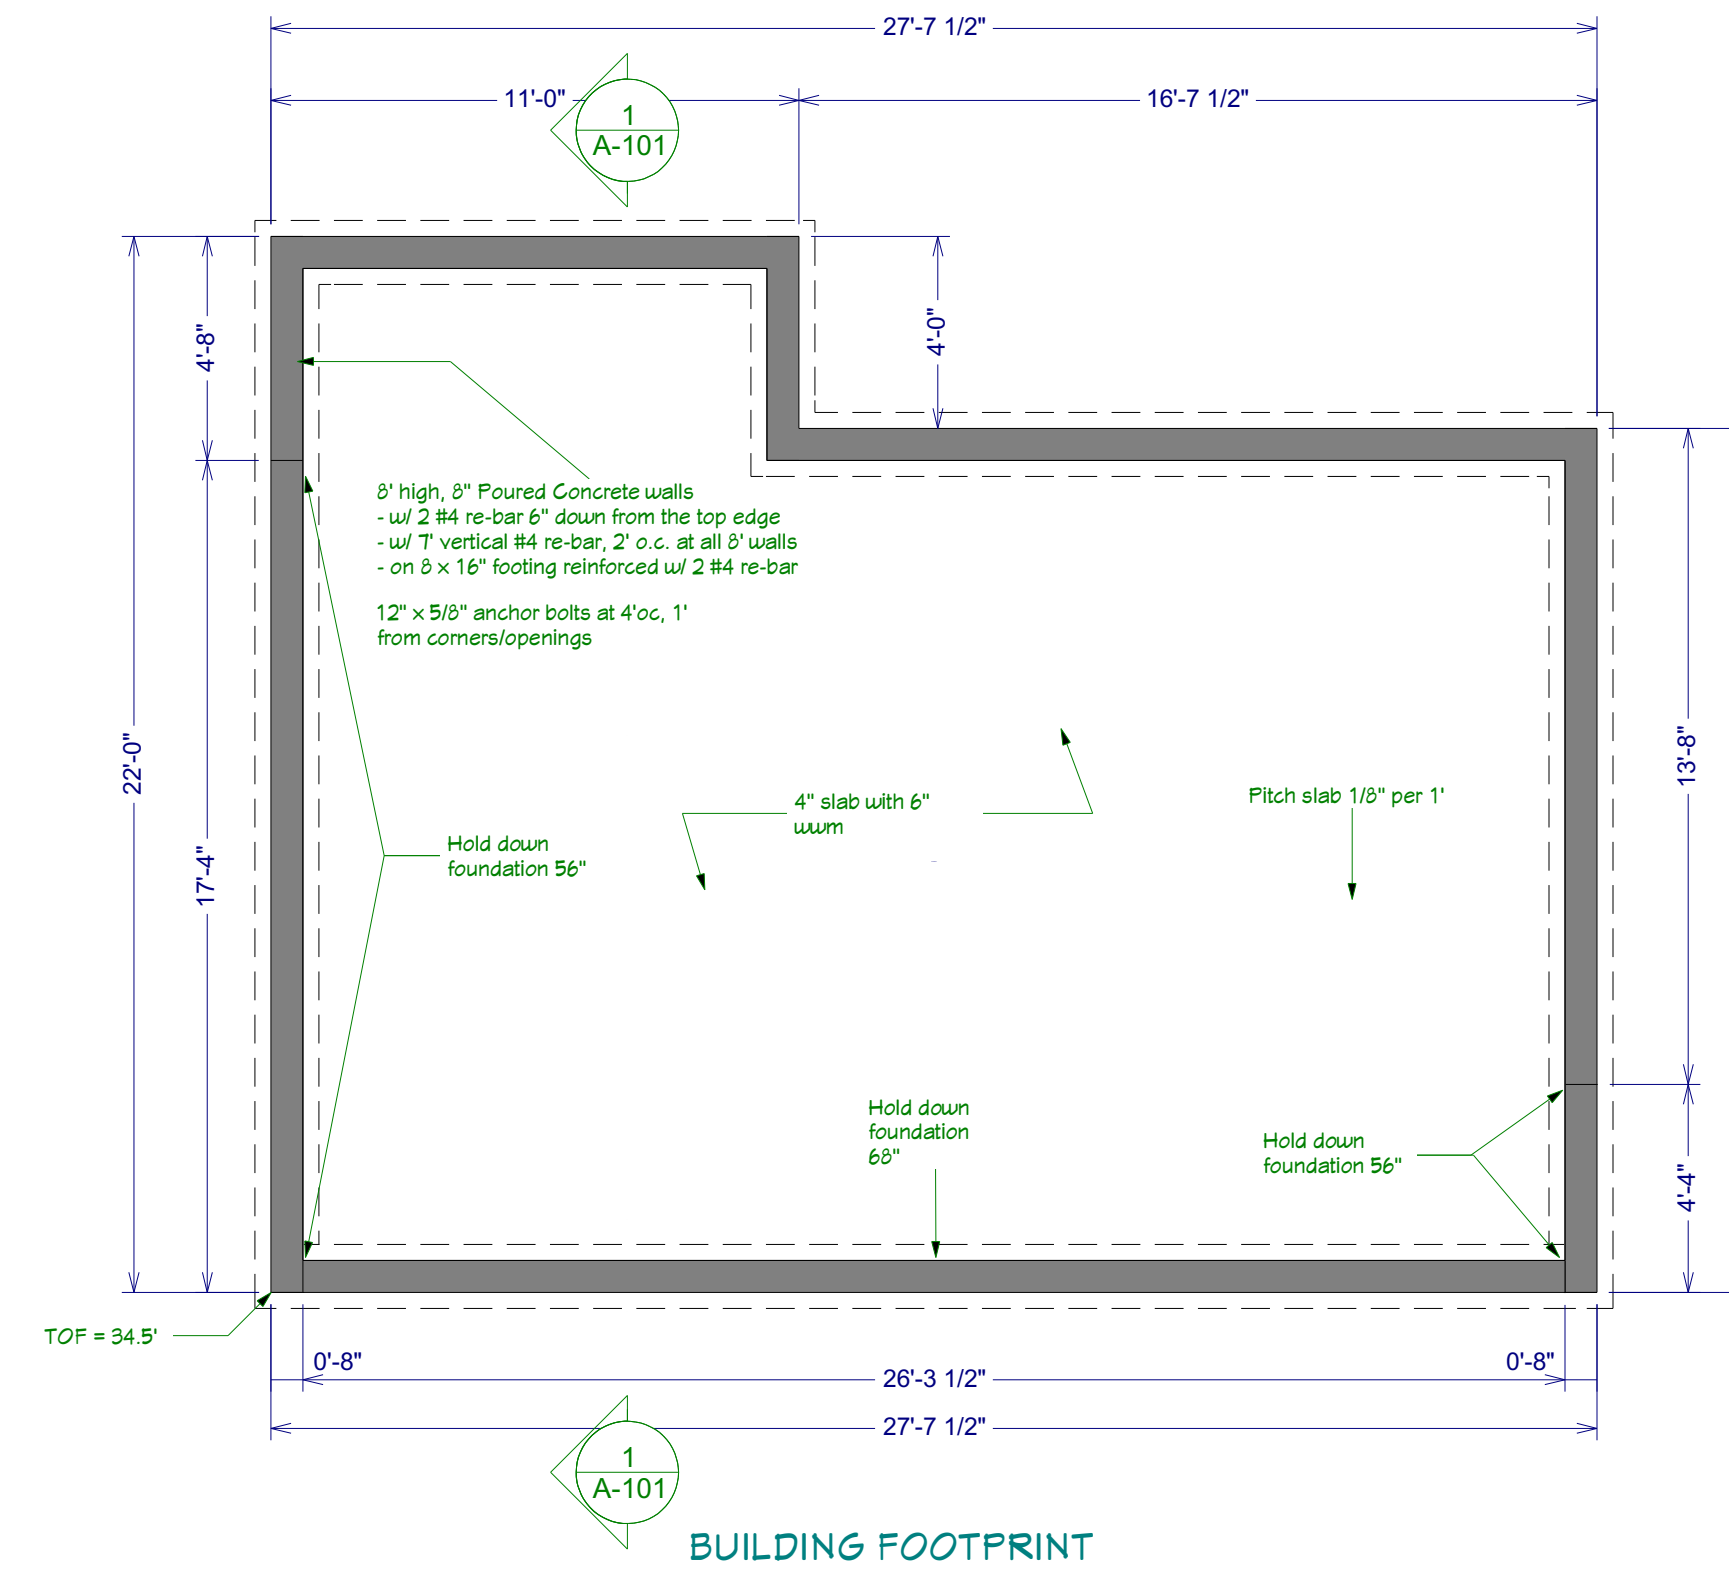 27'-7 1/2"
11'-0"
16'-7 1/2"
1
A-101
4'-8"
4'-0"
8' high, 8" Poured Concrete walls
- w/ 2 #4 re-bar 6" down from the top edge
- w/ 7' vertical #4 re-bar, 2' o.c. at all 8' walls
- on 8 x 16" footing reinforced w/ 2 #4 re-bar
12" x 5/8" anchor bolts at 4'oc, 1'
from corners/openings
22'-0"
17'-4"
13'-8"
4" slab with 6"
wwm
Pitch slab 1/8" per 1'
Hold down
foundation 56"
Hold down
foundation
68"
Hold down
foundation 56"
4'-4"
TOF = 34.5'
0'-8"
26'-3 1/2"
0'-8"
27'-7 1/2"
1
A-101
BUILDING FOOTPRINT